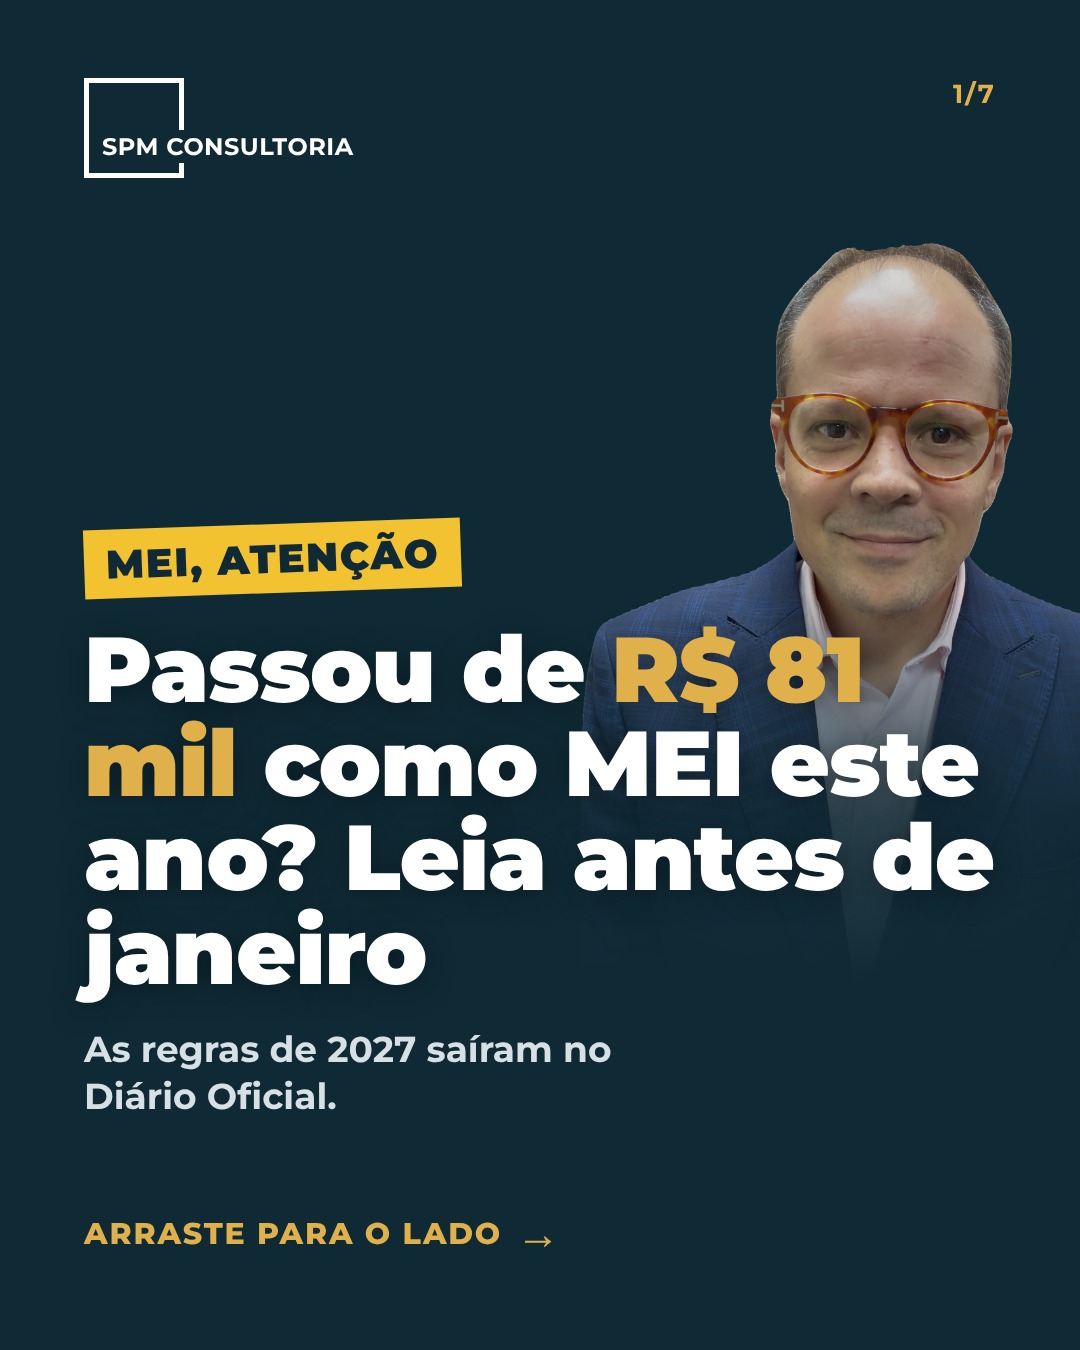 SPM CONSULTORIA
1/7
MEI, ATENÇÃO
Passou de R$ 81
mil como MEI este
ano? Leia antes de
janeiro
As regras de 2027 saíram no
Diário Oficial.
ARRASTE PARA O LADO →